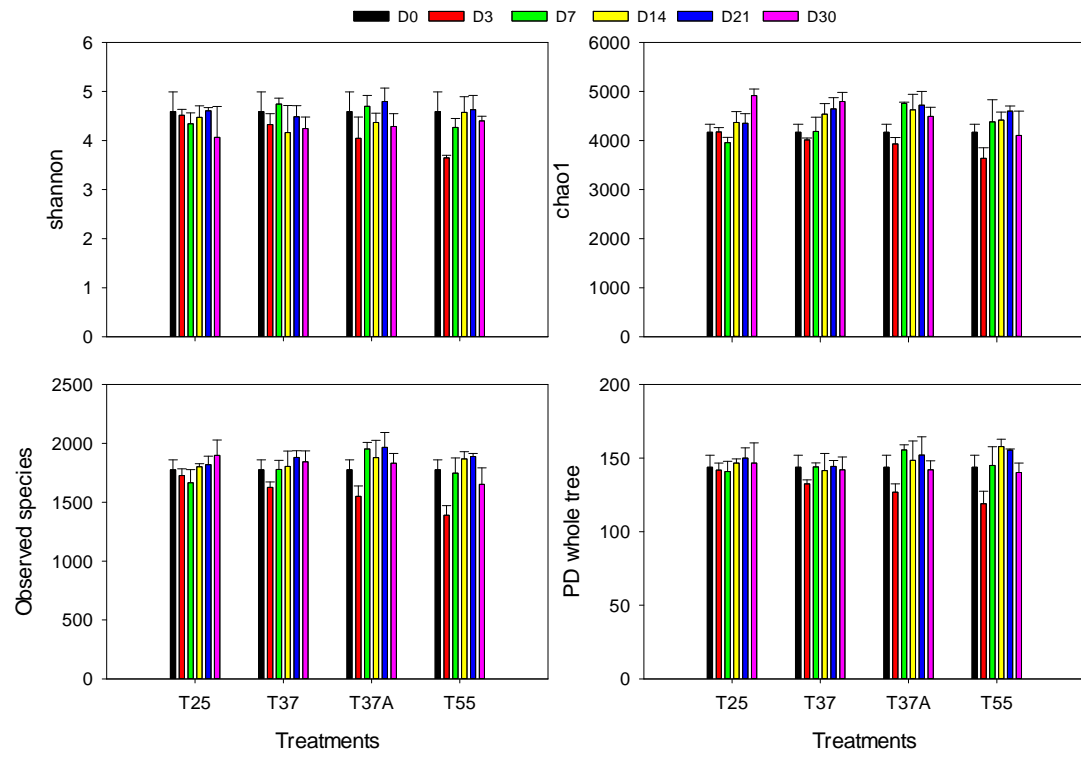 D0 D3 D7 D14 D21 D30
6
5
4
3
2
1
0
shannon
6000
5000
4000
3000
2000
1000
0
chao1
2500
2000
1500
1000
500
0
Observed species
T25 T37 T37A T55
Treatments
200
150
100
50
0
PD whole tree
T25 T37 T37A T55
Treatments